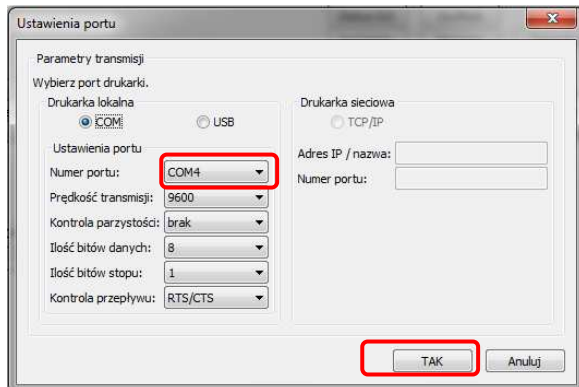 Ustawienia portu
Parametry transmisji
Wybierz port drukarki.
Drukarka lokalna
COM
USB
Ustawienia portu
Numer portu: COM4
Prędkość transmisji: 9600
Kontrola parzystości: brak
Ilość bitów danych: 8
Ilość bitów stopu: 1
Kontrola przepływu: RTS/CTS
Drukarka sieciowa
TCP/IP
Adres IP / nazwa:
Numer portu:
TAK
Anuluj